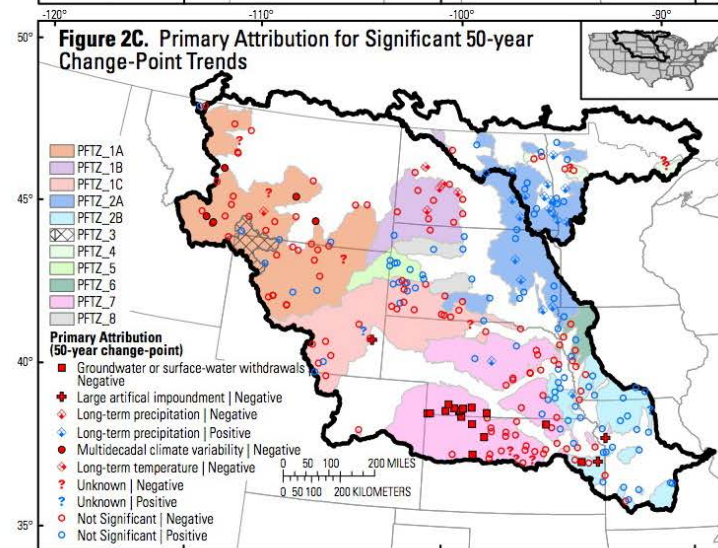 -120°
-110°
-100°
-90°
50°
Figure 2C. Primary Attribution for Significant 50-year
Change-Point Trends
PFTZ_1A
PFTZ_1B
PFTZ_1C
PFTZ_2A
PFTZ_2B
PFTZ_3
PFTZ_4
PFTZ_5
PFTZ_6
PFTZ_7
PFTZ_8
45°
40°
35°
Primary Attribution
(50-year change-point)
Groundwater or surface-water withdrawals
Negative
Large artifical impoundment | Negative
Long-term precipitation | Negative
Long-term precipitation | Positive
Multidecadal climate variability | Negative
Long-term temperature | Negative
? Unknown | Negative
? Unknown | Positive
Not Significant | Negative
Not Significant | Positive
0 50 100 200 MILES
0 50 100 200 KILOMETERS